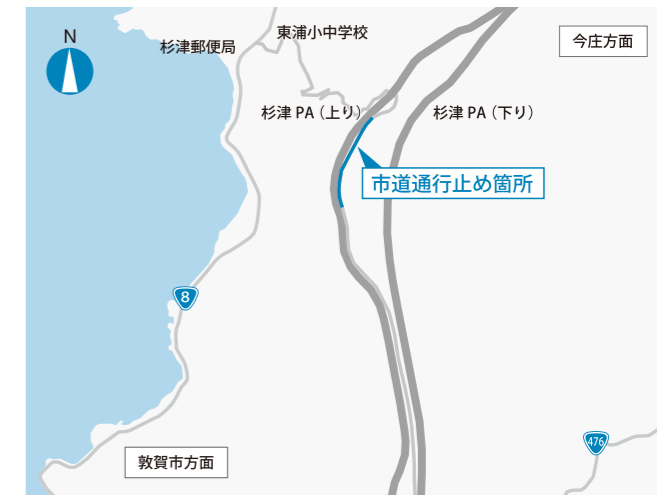 N
杉津郵便局
東浦小中学校
今庄方面
杉津 PA（上り）
杉津 PA（下り）
市道通行止め箇所
8
476
敦賀市方面